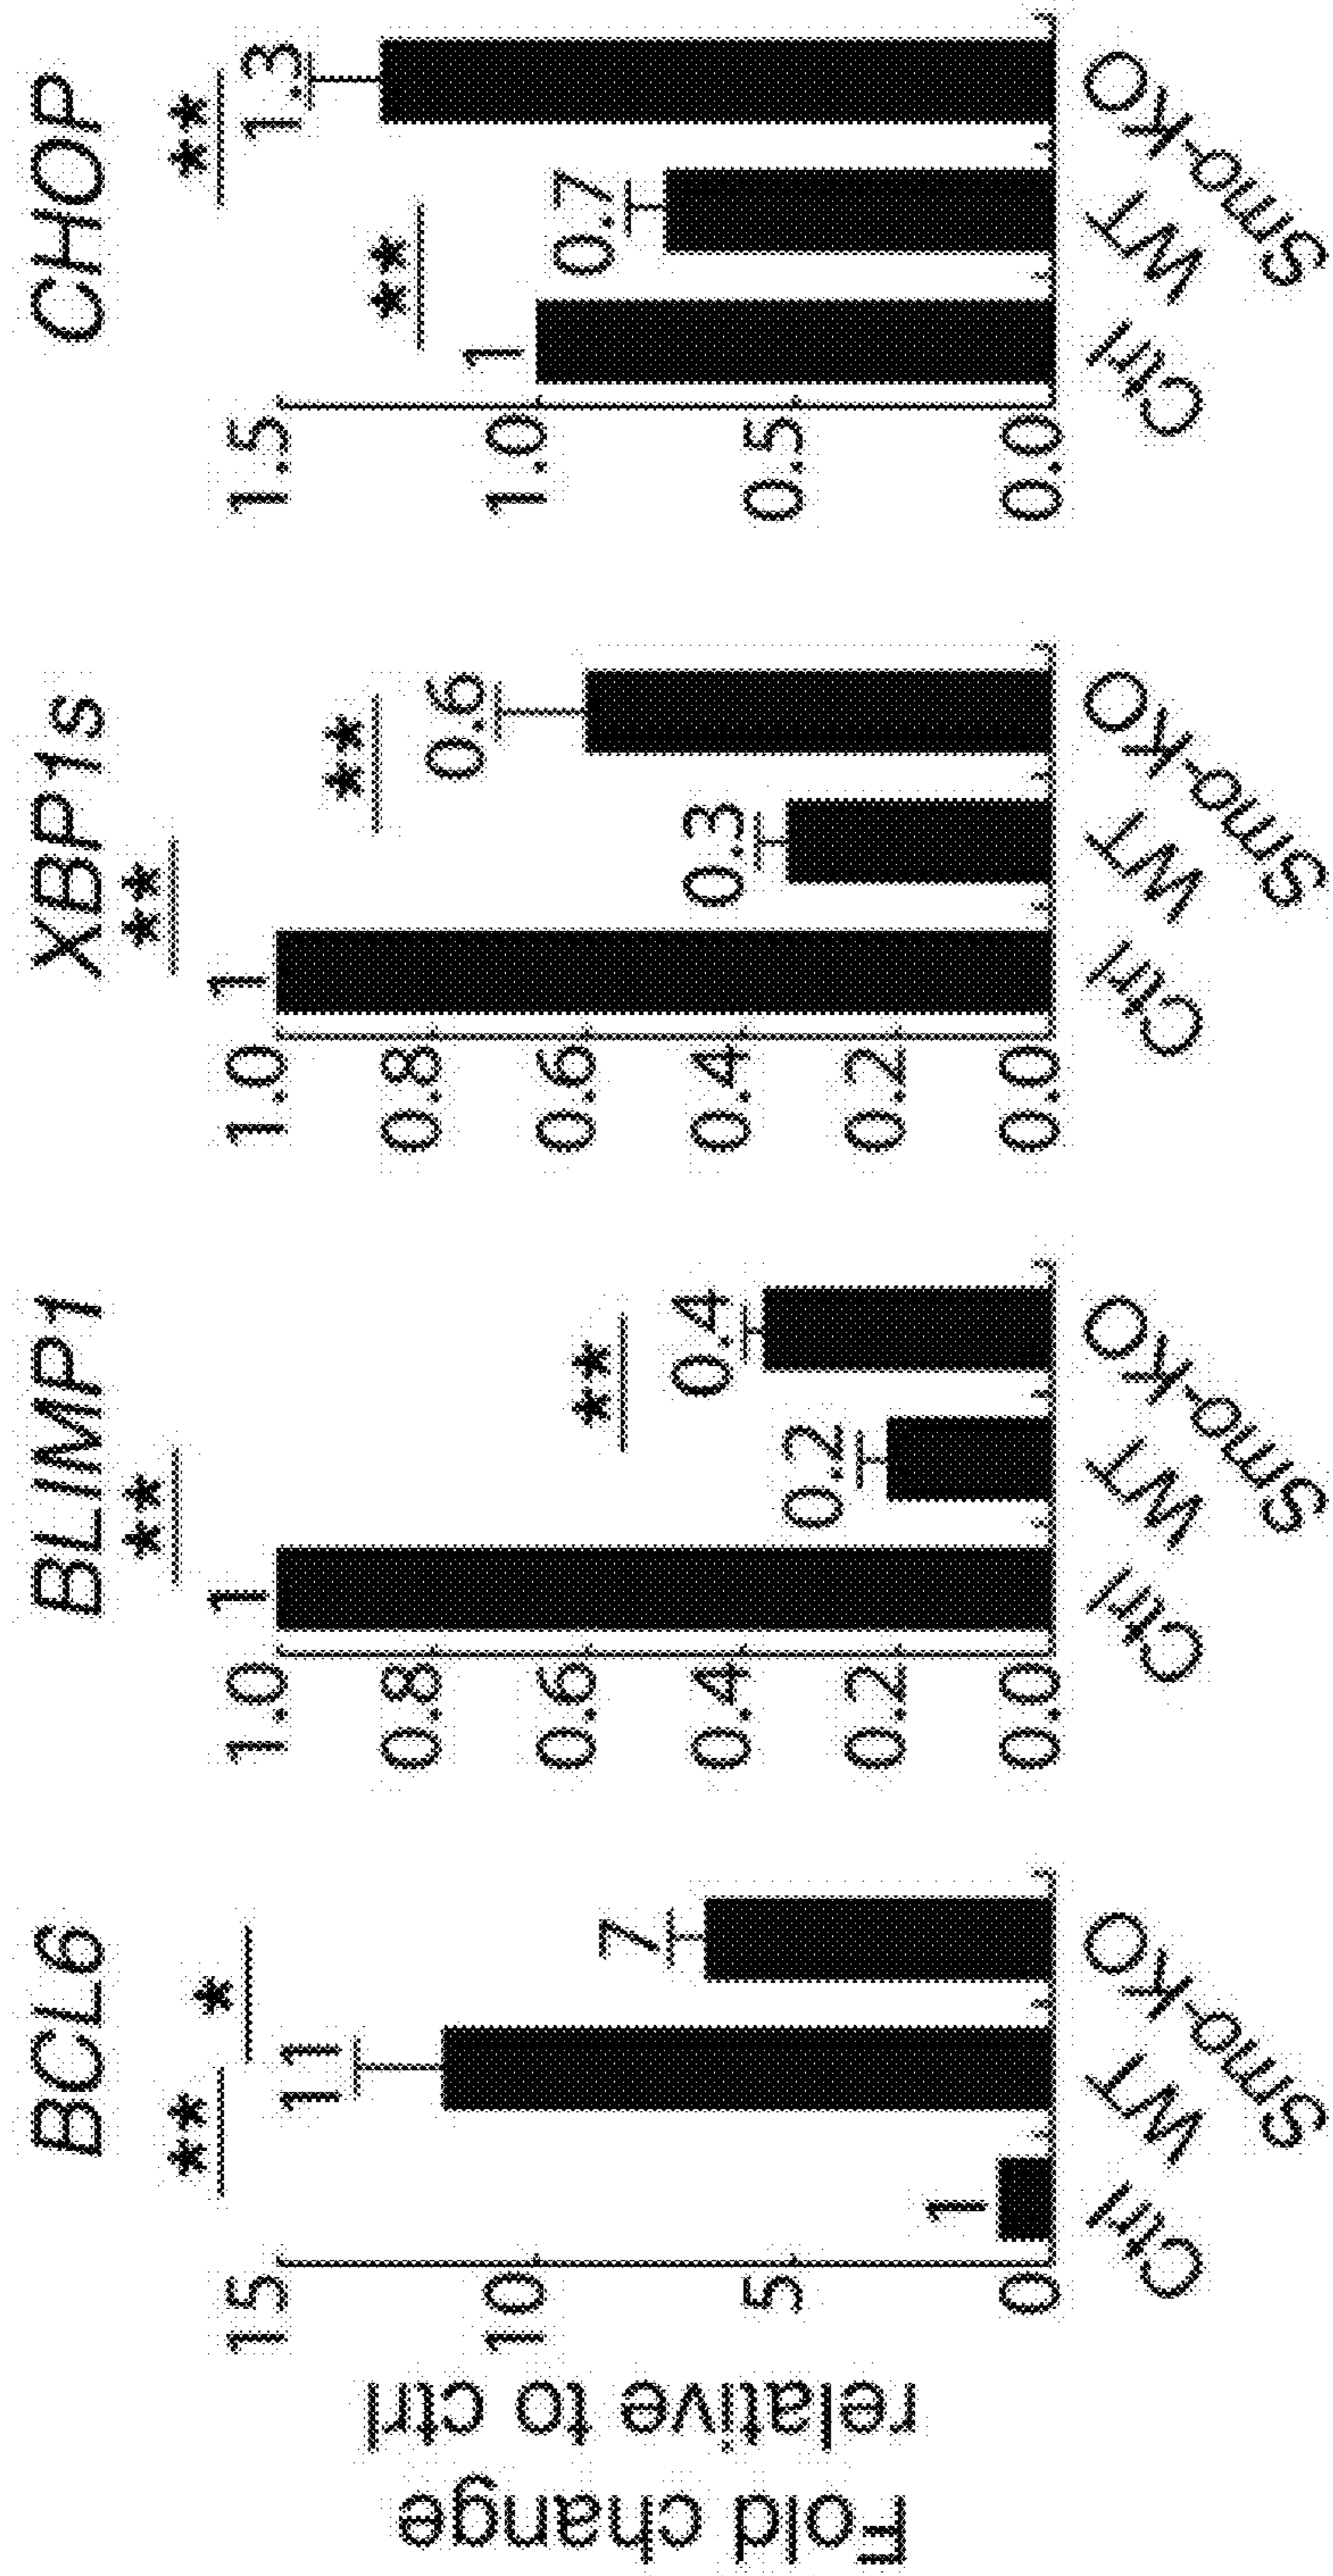 Fold change
relative to ctrl
BCL6
**
*
15
10
5
0
1
11
7
Ctrl
WT
Smo-KO
BLIMP1
**
**
1.0
0.8
0.6
0.4
0.2
0.0
1
0.2
0.4
Ctrl
WT
Smo-KO
XBP1s
**
**
1.0
0.8
0.6
0.4
0.2
0.0
1
0.3
0.6
Ctrl
WT
Smo-KO
CHOP
**
**
1.5
1.0
0.5
0.0
1
0.7
1.3
Ctrl
WT
Smo-KO